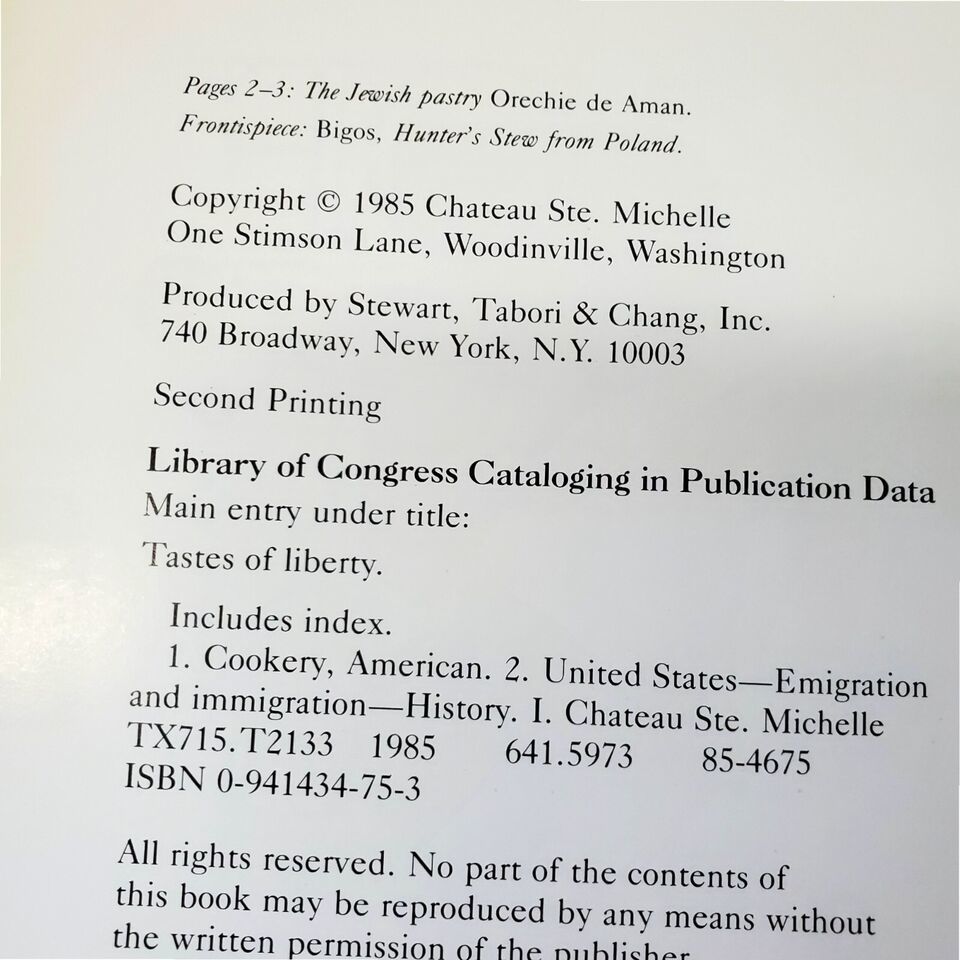 Pages 2–3: The Jewish pastry Orechie de Aman.
Frontispiece: Bigos, Hunter's Stew from Poland.
Copyright © 1985 Chateau Ste. Michelle
One Stimson Lane, Woodinville, Washington
Produced by Stewart, Tabori & Chang, Inc.
740 Broadway, New York, N.Y. 10003
Second Printing
Library of Congress Cataloging in Publication Data
Main entry under title:
Tastes of liberty.
Includes index.
1. Cookery, American. 2. United States—Emigration
and immigration—History. I. Chateau Ste. Michelle
TX715.T2133 1985 641.5973 85-4675
ISBN 0-941434-75-3
All rights reserved. No part of the contents of
this book may be reproduced by any means without
the written permission of the publisher